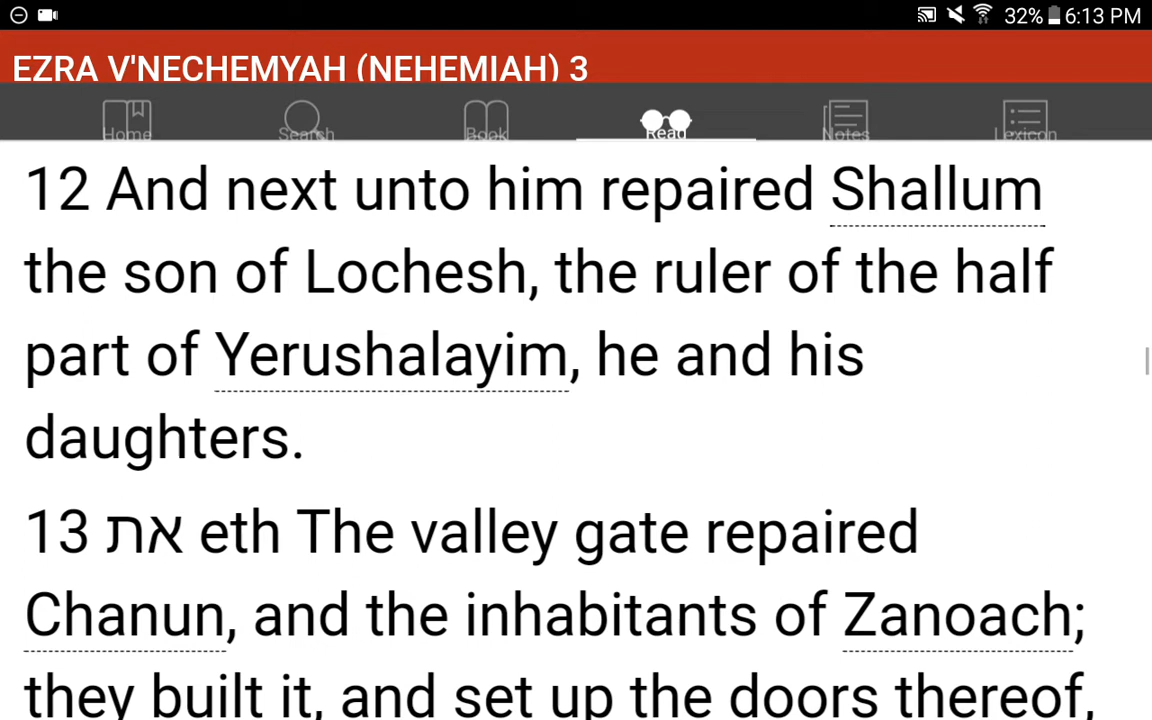 32% 6:13 PM
EZRA V'NECHEMYAH (NEHEMIAH) 3
Home Search Book Read Notes Lexicon
12 And next unto him repaired Shallum
the son of Lochesh, the ruler of the half
part of Yerushalayim, he and his
daughters.
13 את eth The valley gate repaired
Chanun, and the inhabitants of Zanoach;
they built it, and set up the doors thereof,